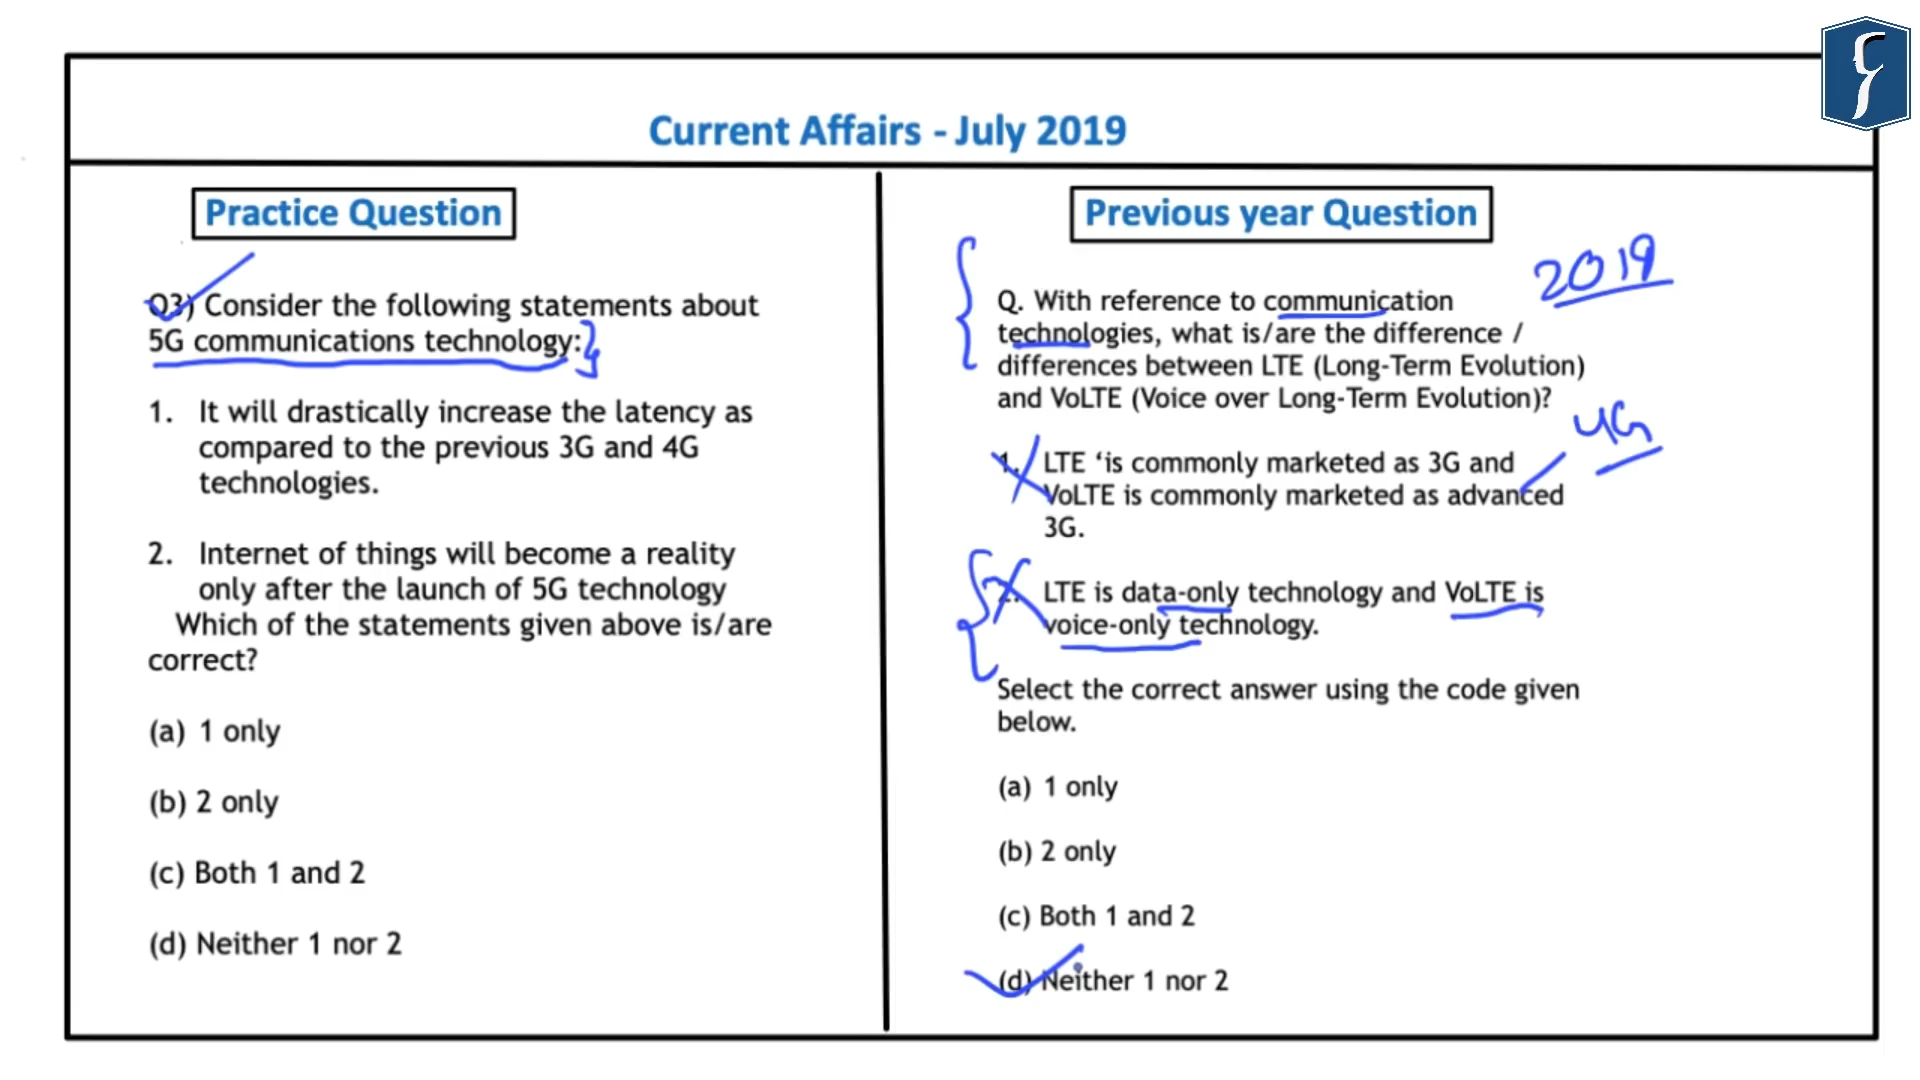 Current Affairs - July 2019
Practice Question
Q3) Consider the following statements about
5G communications technology:
1. It will drastically increase the latency as
compared to the previous 3G and 4G
technologies.
2. Internet of things will become a reality
only after the launch of 5G technology
Which of the statements given above is/are
correct?
(a) 1 only
(b) 2 only
(c) Both 1 and 2
(d) Neither 1 nor 2
Previous year Question
2019
Q. With reference to communication
technologies, what is/are the difference /
differences between LTE (Long-Term Evolution)
and VoLTE (Voice over Long-Term Evolution)?
4G
1. LTE ‘is commonly marketed as 3G and
VoLTE is commonly marketed as advanced
3G.
2. LTE is data-only technology and VoLTE is
voice-only technology.
Select the correct answer using the code given
below.
(a) 1 only
(b) 2 only
(c) Both 1 and 2
(d) Neither 1 nor 2